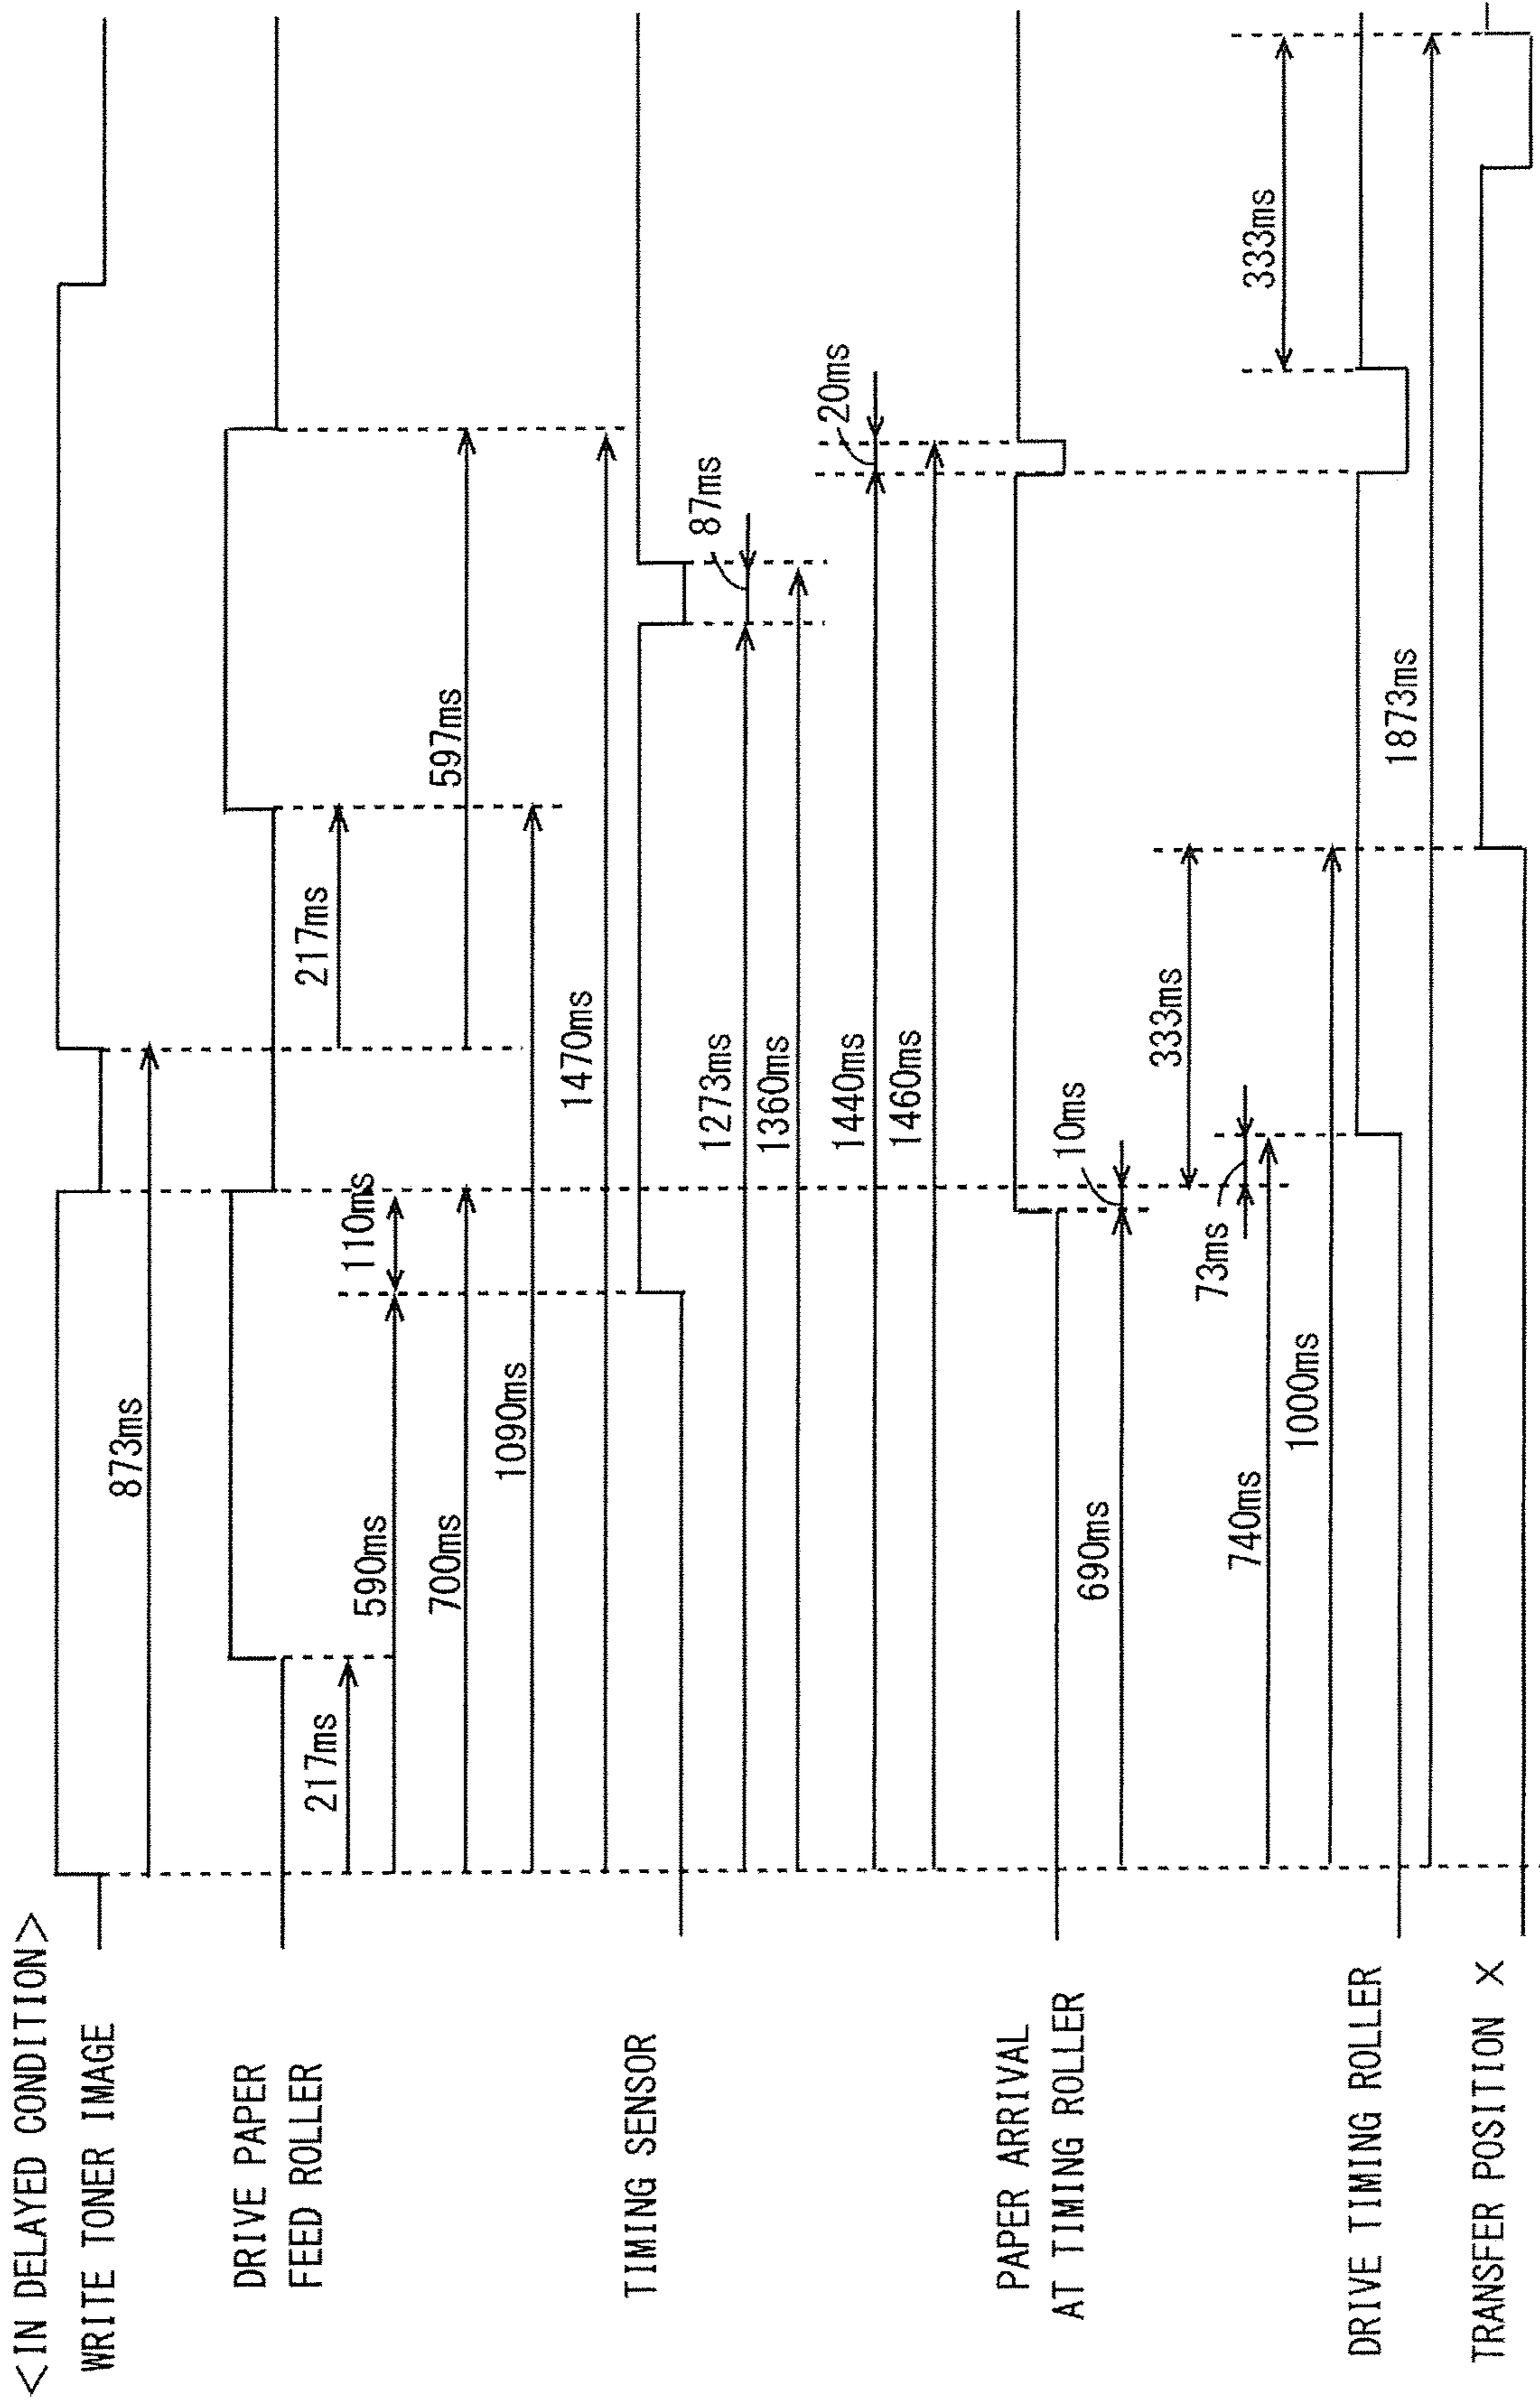 <IN DELAYED CONDITION>
WRITE TONER IMAGE
873ms
DRIVE PAPER
FEED ROLLER
217ms
217ms
590ms
110ms
700ms
597ms
1090ms
1470ms
TIMING SENSOR
87ms
1273ms
1360ms
20ms
1440ms
1460ms
PAPER ARRIVAL
AT TIMING ROLLER
10ms
690ms
333ms
73ms
740ms
333ms
1000ms
DRIVE TIMING ROLLER
1873ms
TRANSFER POSITION X